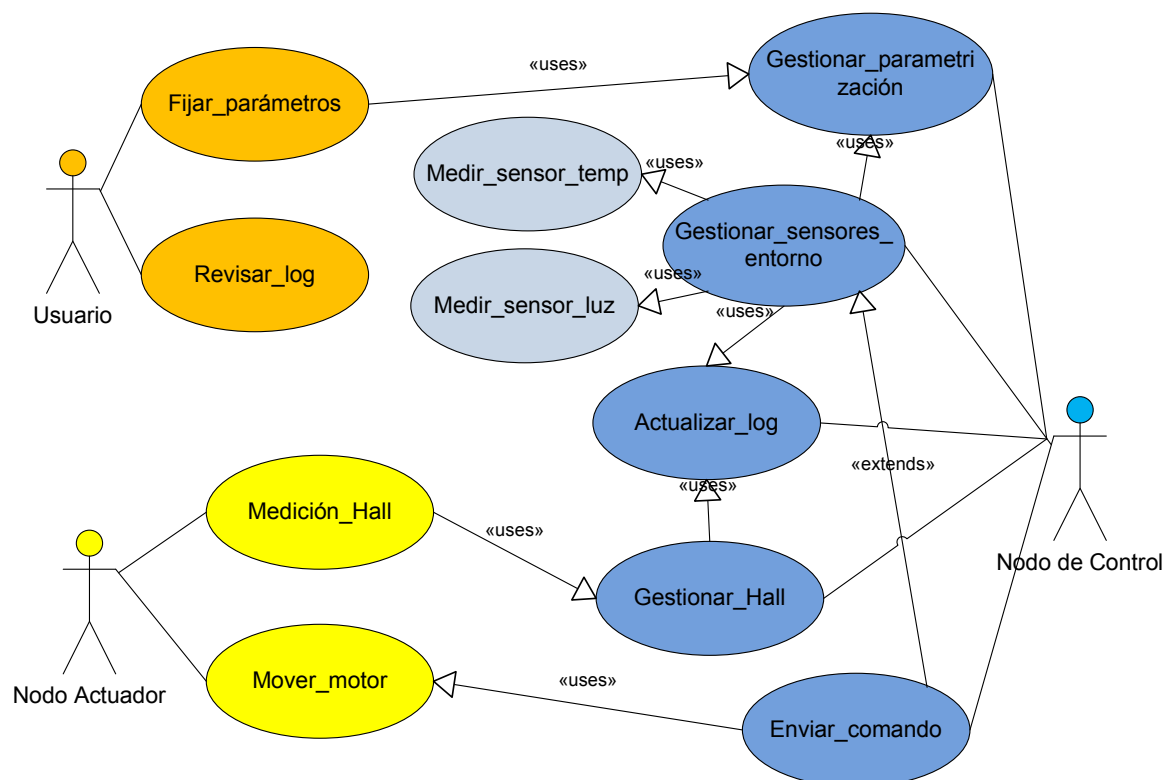 Gestionar_parametri
zación
«uses»
Fijar_parámetros
«uses»
Medir_sensor_temp
«uses»
Gestionar_sensores_
entorno
Revisar_log
«uses»
Medir_sensor_luz
Usuario
«uses»
Actualizar_log
«extends»
«uses»
Medición_Hall
«uses»
Nodo de Control
Gestionar_Hall
Mover_motor
«uses»
Nodo Actuador
Enviar_comando